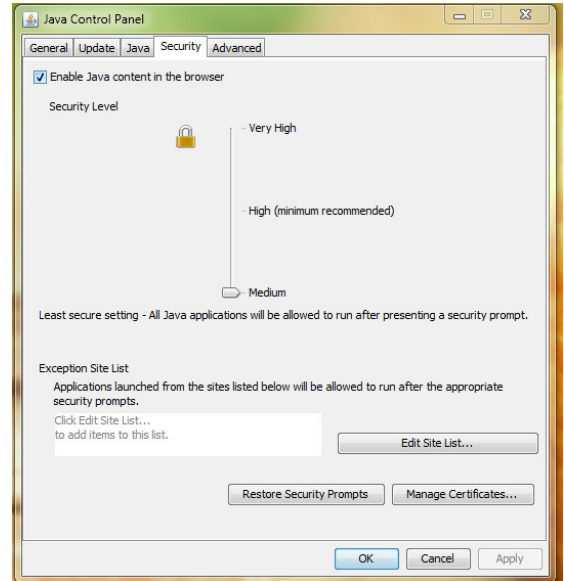 Java Control Panel
General Update Java Security Advanced
Enable Java content in the browser
Security Level
Very High
High (minimum recommended)
Medium
Least secure setting - All Java applications will be allowed to run after presenting a security prompt.
Exception Site List
Applications launched from the sites listed below will be allowed to run after the appropriate
security prompts.
Click Edit Site List...
to add items to this list.
Edit Site List...
Restore Security Prompts Manage Certificates...
OK Cancel Apply